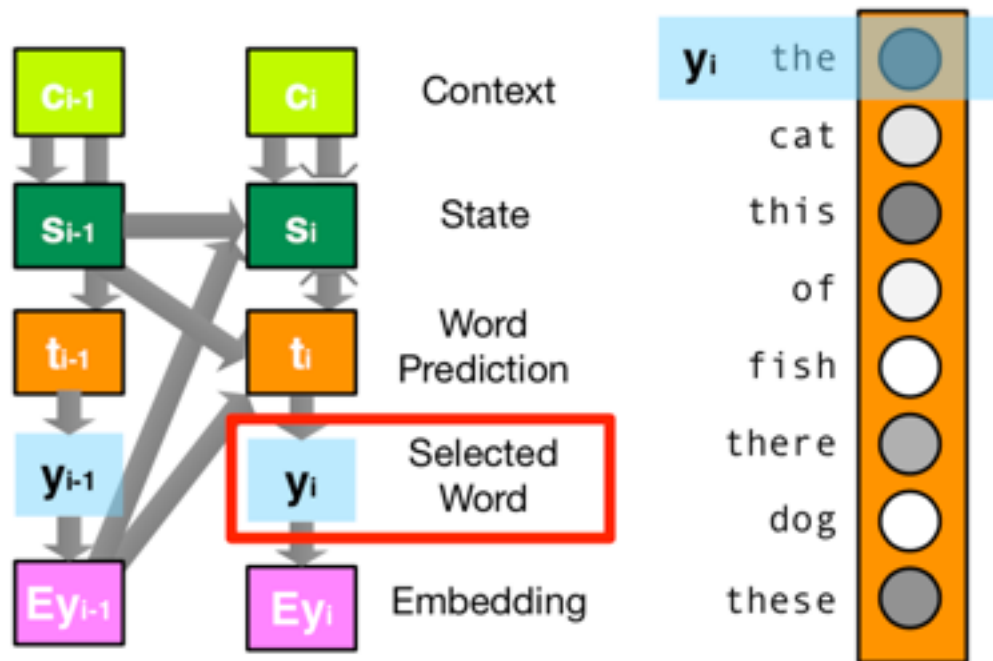 ci-1 ci Context
si-1 si State
ti-1 ti Word
Prediction
yi-1 yi Selected
Word
Eyi-1 Eyi Embedding
yi the
cat
this
of
fish
there
dog
these